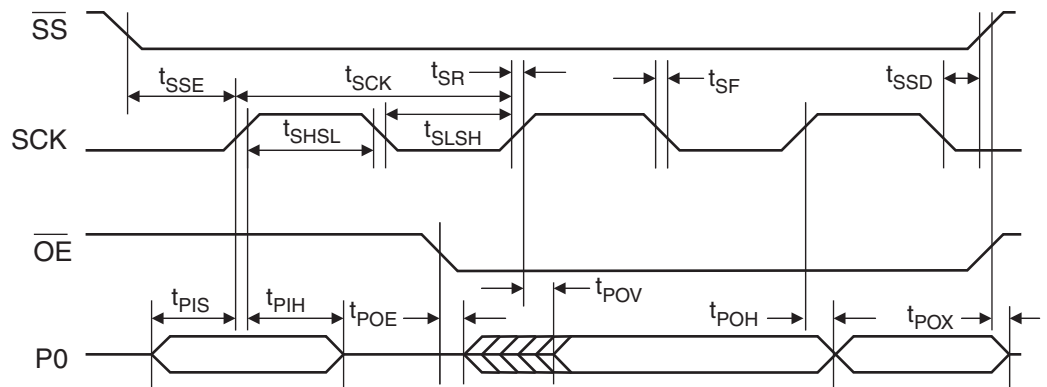 SS
tSSE tSCK tSR tSF tSSD
SCK tSHSL tSLSH
OE
tPIS tPIH tPOE tPOV tPOH tPOX
P0